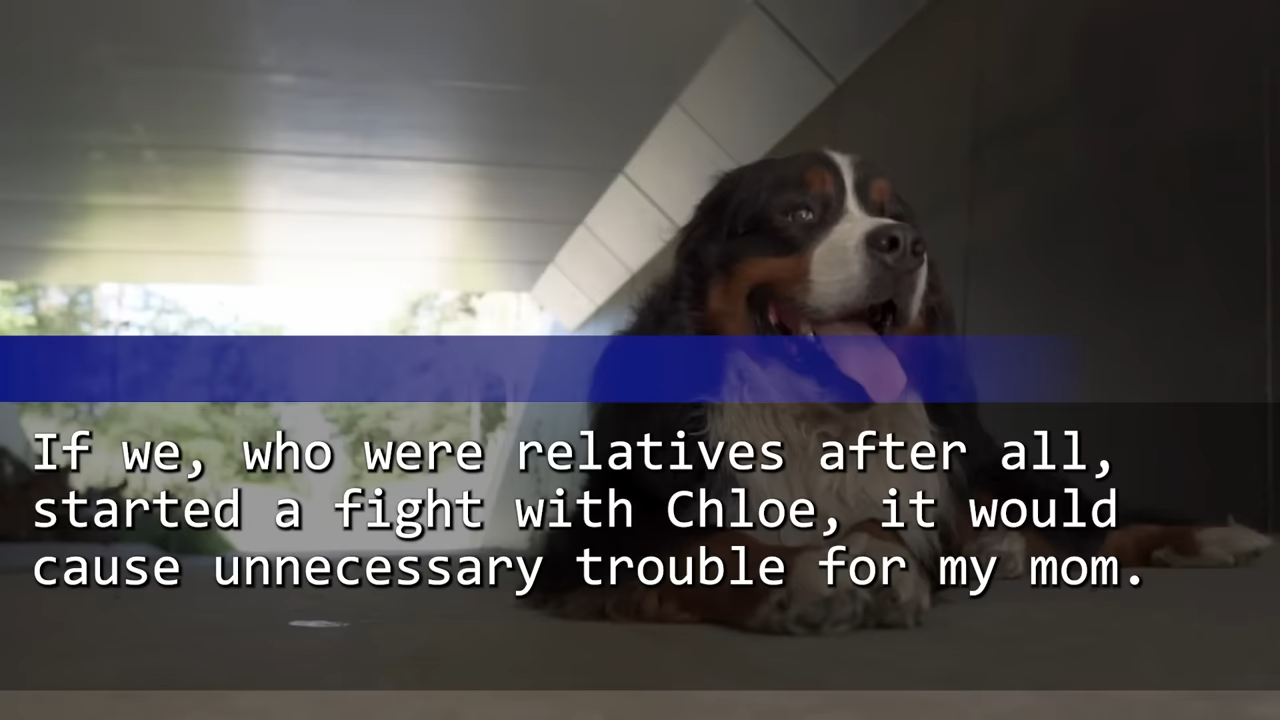 If we, who were relatives after all,
started a fight with Chloe, it would
cause unnecessary trouble for my mom.